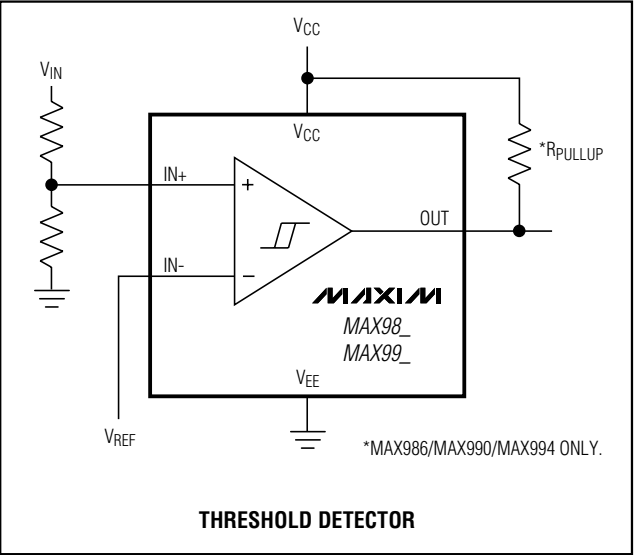 VCC
VIN
VCC
*RPULLUP
IN+
+
OUT
IN-
−
MAXIM
MAX98_
MAX99_
VEE
VREF
*MAX986/MAX990/MAX994 ONLY.
THRESHOLD DETECTOR